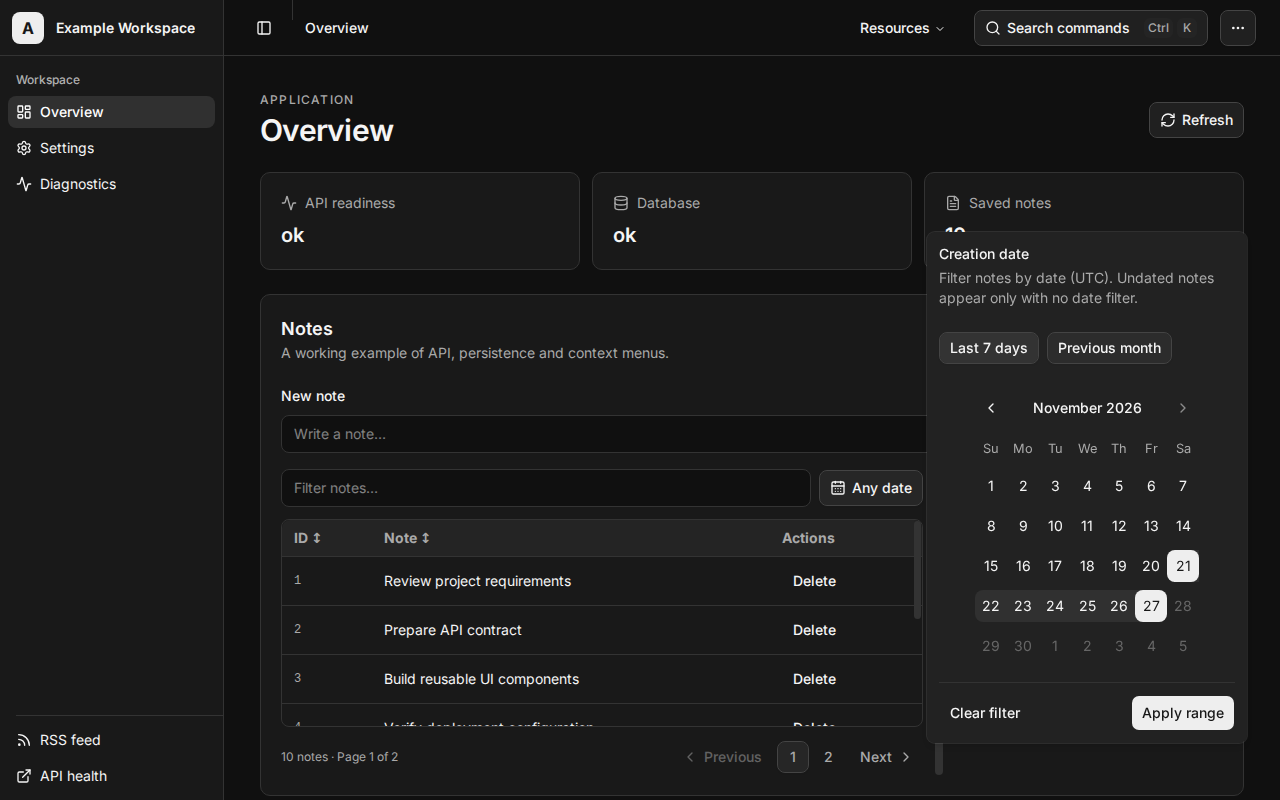 A Example Workspace
Overview
Resources
Search commands Ctrl K
Workspace
Overview
Settings
Diagnostics
RSS feed
API health
APPLICATION
Overview
Refresh
API readiness
ok
Database
ok
Saved notes
10
Notes
A working example of API, persistence and context menus.
New note
Write a note...
Filter notes...
Any date
ID Note Actions
1 Review project requirements Delete
2 Prepare API contract Delete
3 Build reusable UI components Delete
4 Verify deployment configuration Delete
10 notes · Page 1 of 2
Previous 1 2 Next
Creation date
Filter notes by date (UTC). Undated notes
appear only with no date filter.
Last 7 days Previous month
November 2026
Su Mo Tu We Th Fr Sa
1 2 3 4 5 6 7
8 9 10 11 12 13 14
15 16 17 18 19 20 21
22 23 24 25 26 27 28
29 30 1 2 3 4 5
Clear filter Apply range